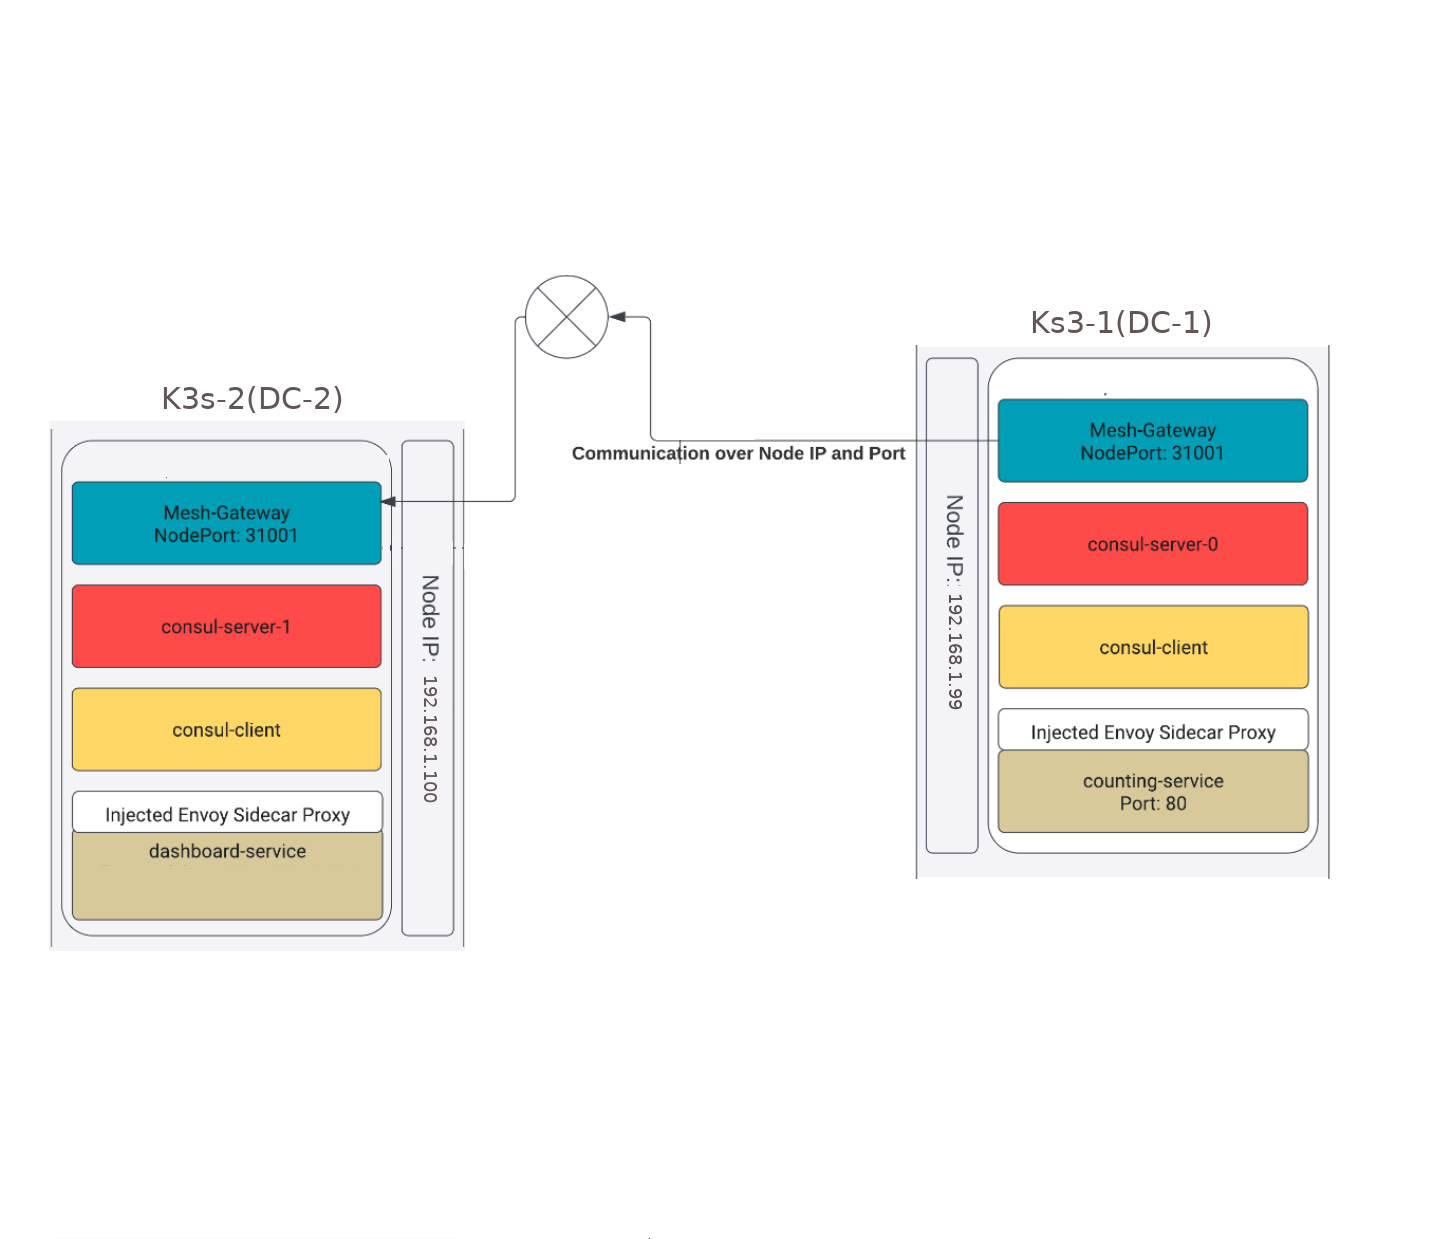 Ks3-1(DC-1)
K3s-2(DC-2)
Communication over Node IP and Port
Mesh-Gateway
NodePort: 31001
consul-server-1
consul-client
Injected Envoy Sidecar Proxy
dashboard-service
Node IP: 192.168.1.100
Node IP: 192.168.1.99
Mesh-Gateway
NodePort: 31001
consul-server-0
consul-client
Injected Envoy Sidecar Proxy
counting-service
Port: 80